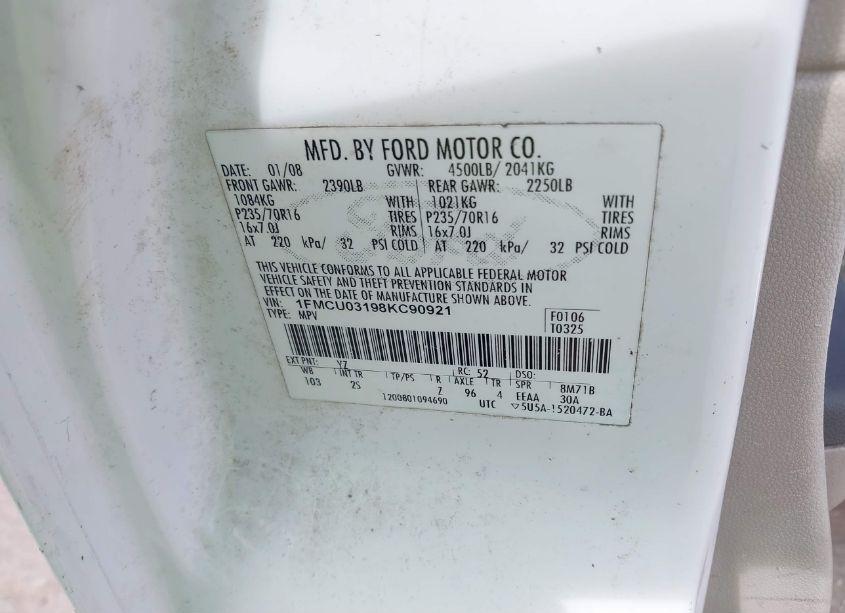 MFD. BY FORD MOTOR CO.
DATE: 01/08 GVWR: 4500LB/ 2041KG
FRONT GAWR: 2390LB REAR GAWR: 2250LB
1084KG WITH 1021KG WITH
P235/70R16 TIRES P235/70R16 TIRES
16x7.0J RIMS 16x7.0J RIMS
AT 220 kPa/ 32 PSI COLD AT 220 kPa/ 32 PSI COLD
THIS VEHICLE CONFORMS TO ALL APPLICABLE FEDERAL MOTOR
VEHICLE SAFETY AND THEFT PREVENTION STANDARDS IN
EFFECT ON THE DATE OF MANUFACTURE SHOWN ABOVE.
VIN: 1FMCU03198KC90921 F0106
TYPE: MPV T0325
EXT PNT: YZ RC: 52 DSO:
WB INT TR TP/PS R AXLE TR SPR 8M71B
103 2S Z 96 4 EEAA 30A
1200801094690 UTC ▽5U5A-1520472-BA
Ford